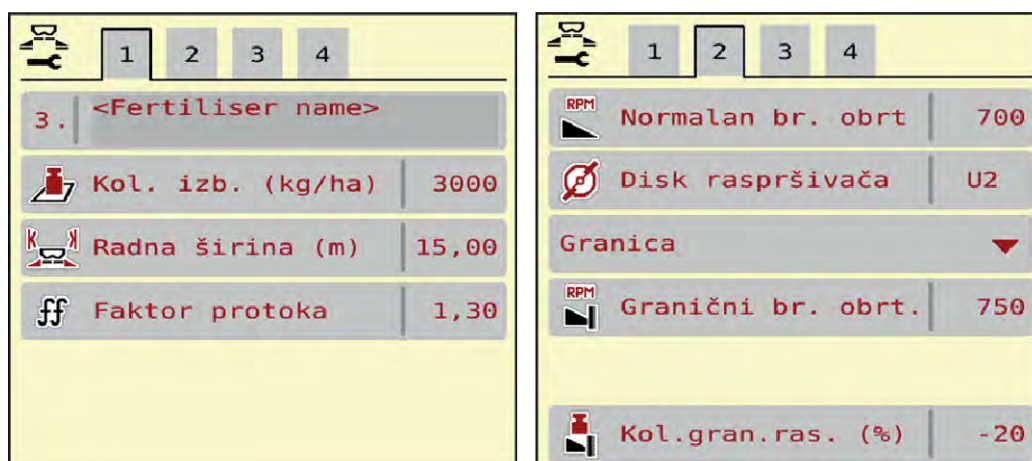 1 2 3 4
3. <Fertiliser name>
Kol. izb. (kg/ha) 3000
K K Radna širina (m) 15,00
ff Faktor protoka 1,30
1 2 3 4
RPM Normalan br. obrt 700
Disk raspršivača U2
Granica
RPM Granični br. obrt. 750
Kol.gran.ras. (%) -20